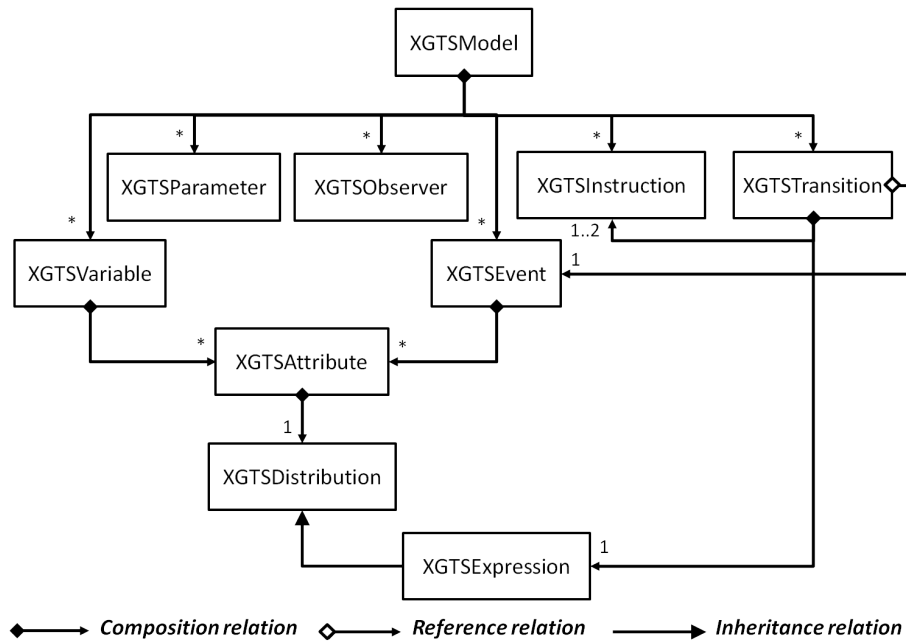 XGTSModel
* * * *
XGTSParameter XGTSObserver XGTSInstruction XGTSTransition
* * 1..2
XGTSVariable XGTSEvent 1
* *
XGTSAttribute
1
XGTSDistribution
XGTSExpression 1
Composition relation Reference relation Inheritance relation